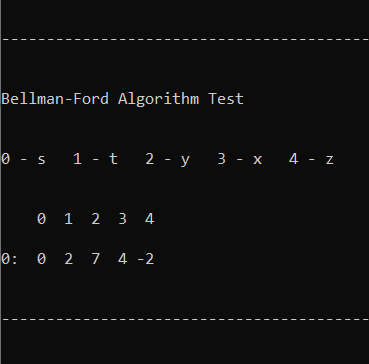 -----------------------------------------
Bellman-Ford Algorithm Test
0 - s   1 - t   2 - y   3 - x   4 - z
    0  1  2  3  4
0:  0  2  7  4 -2
-----------------------------------------